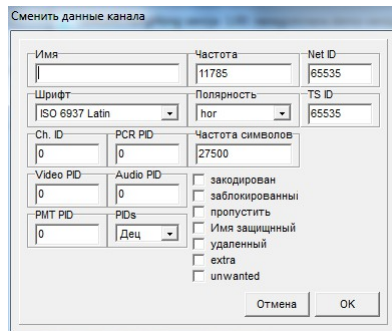 Сменить данные канала
Имя
Частота
Net ID
11785
65535
Шрифт
Полярность
TS ID
ISO 6937 Latin
hor
65535
Ch. ID
PCR PID
Частота символов
0
0
27500
Video PID
Audio PID
0
0
PMT PID
PIDs
0
Дец
закодирован
заблокированны
пропустить
Имя защищнный
удаленный
extra
unwanted
Отмена
OK